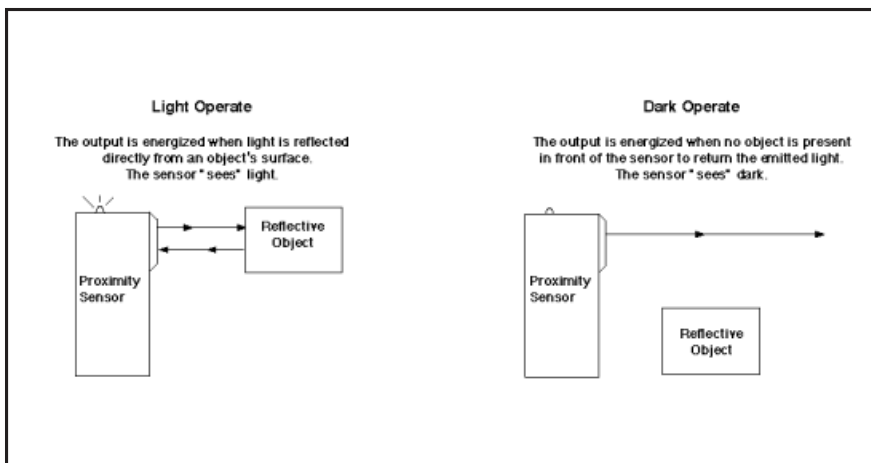 Light Operate
The output is energized when light is reflected
directly from an object's surface.
The sensor "sees" light.
Reflective
Object
Proximity
Sensor
Dark Operate
The output is energized when no object is present
in front of the sensor to return the emitted light.
The sensor "sees" dark.
Proximity
Sensor
Reflective
Object